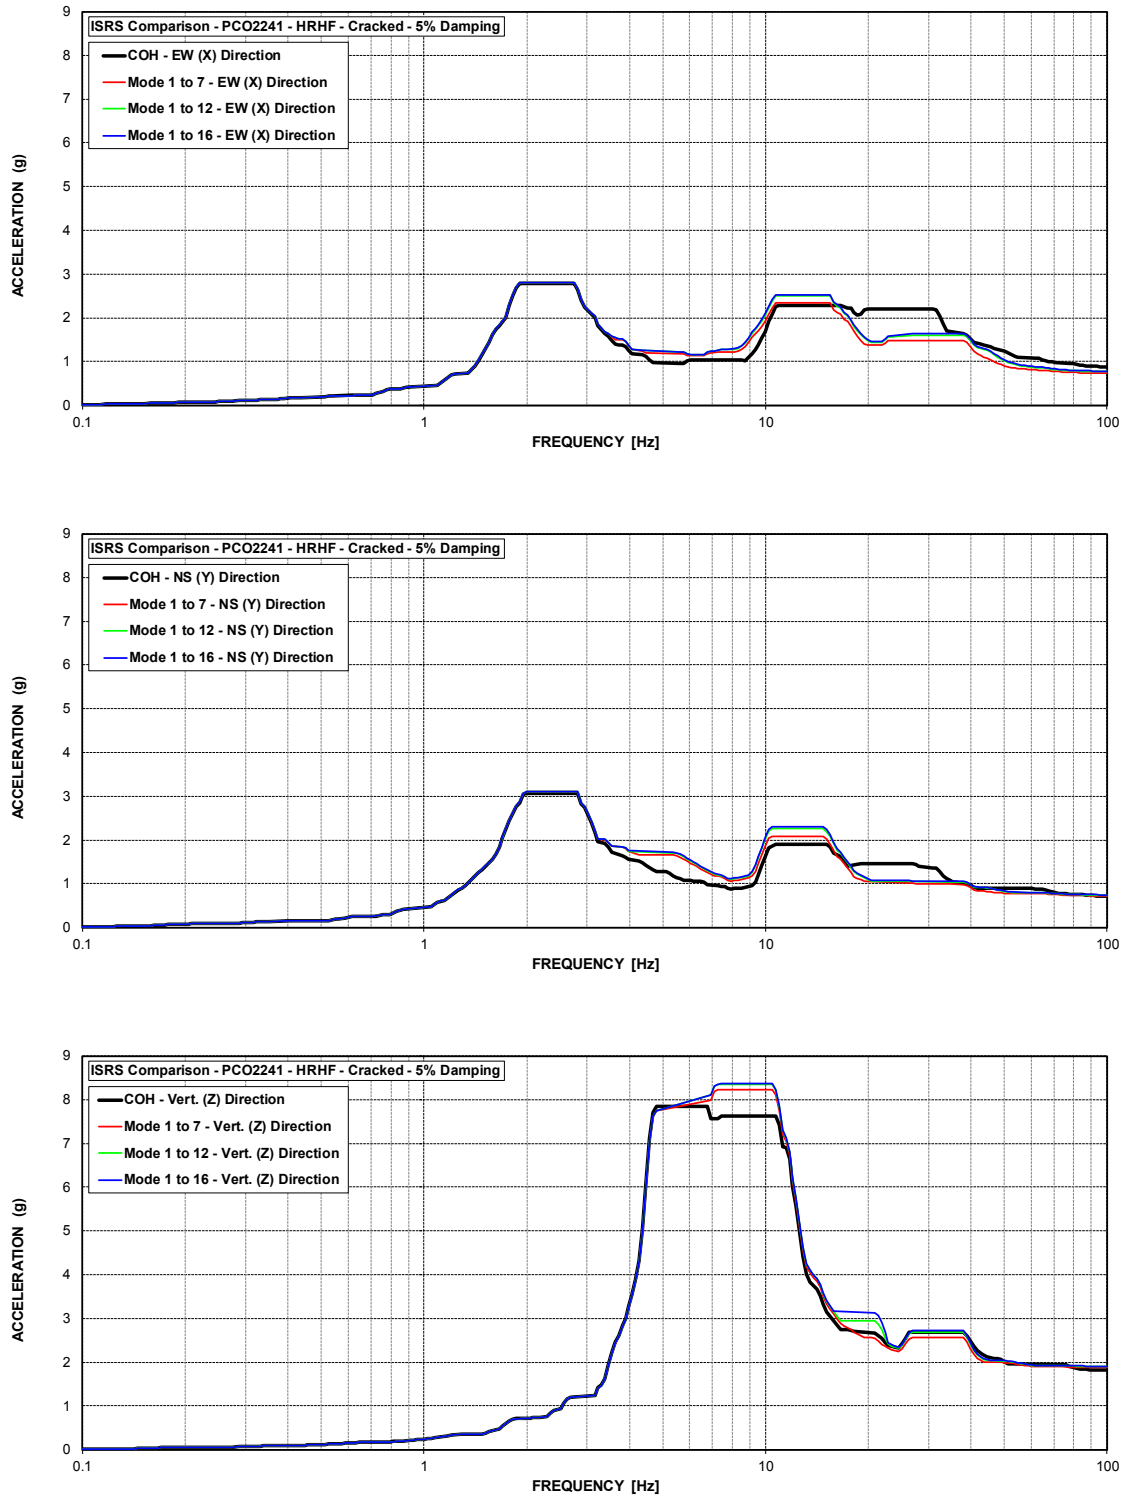 ISRS Comparison - PCO2241 - HRHF - Cracked - 5% Damping
COH - EW (X) Direction
Mode 1 to 7 - EW (X) Direction
Mode 1 to 12 - EW (X) Direction
Mode 1 to 16 - EW (X) Direction
ACCELERATION (g)
9
8
7
6
5
4
3
2
1
0
0.1 1 10 100
FREQUENCY [Hz]
ISRS Comparison - PCO2241 - HRHF - Cracked - 5% Damping
COH - NS (Y) Direction
Mode 1 to 7 - NS (Y) Direction
Mode 1 to 12 - NS (Y) Direction
Mode 1 to 16 - NS (Y) Direction
ACCELERATION (g)
9
8
7
6
5
4
3
2
1
0
0.1 1 10 100
FREQUENCY [Hz]
ISRS Comparison - PCO2241 - HRHF - Cracked - 5% Damping
COH - Vert. (Z) Direction
Mode 1 to 7 - Vert. (Z) Direction
Mode 1 to 12 - Vert. (Z) Direction
Mode 1 to 16 - Vert. (Z) Direction
ACCELERATION (g)
9
8
7
6
5
4
3
2
1
0
0.1 1 10 100
FREQUENCY [Hz]